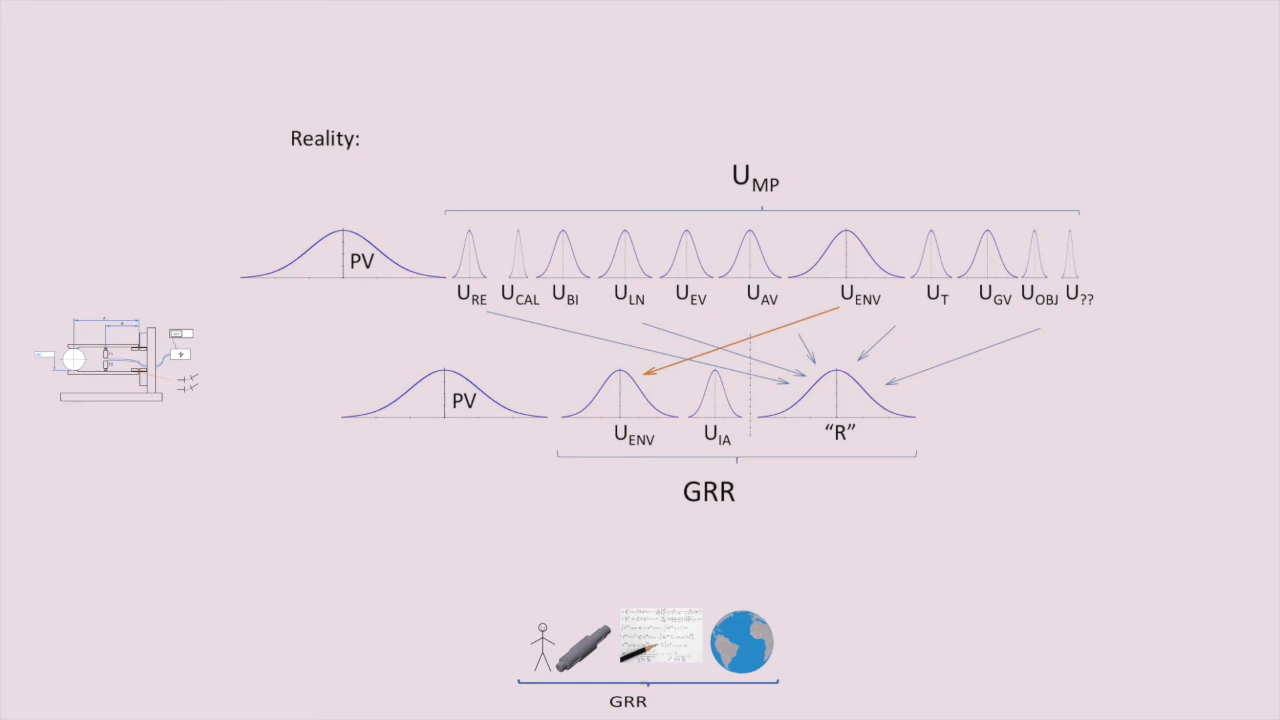 Reality:
U_MP
PV
U_RE U_CAL U_BI U_LN U_EV U_AV U_ENV U_T U_GV U_OBJ U_??
PV
U_ENV U_IA “R”
GRR
GRR